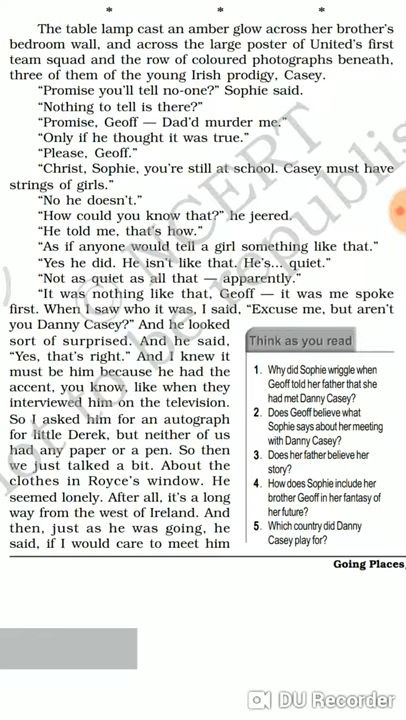 * * *
The table lamp cast an amber glow across her brother's
bedroom wall, and across the large poster of United's first
team squad and the row of coloured photographs beneath,
three of them of the young Irish prodigy, Casey.
“Promise you'll tell no-one?” Sophie said.
“Nothing to tell is there?”
“Promise, Geoff — Dad'd murder me.”
“Only if he thought it was true.”
“Please, Geoff.”
“Christ, Sophie, you're still at school. Casey must have
strings of girls.”
“No he doesn't.”
“How could you know that?” he jeered.
“He told me, that's how.”
“As if anyone would tell a girl something like that.”
“Yes he did. He isn't like that. He's... quiet.”
“Not as quiet as all that — apparently.”
“It was nothing like that, Geoff — it was me spoke
first. When I saw who it was, I said, “Excuse me, but aren't
you Danny Casey?” And he looked
sort of surprised. And he said,
“Yes, that's right.” And I knew it
must be him because he had the
accent, you know, like when they
interviewed him on the television.
So I asked him for an autograph
for little Derek, but neither of us
had any paper or a pen. So then
we just talked a bit. About the
clothes in Royce's window. He
seemed lonely. After all, it's a long
way from the west of Ireland. And
then, just as he was going, he
said, if I would care to meet him
Think as you read
1. Why did Sophie wriggle when
Geoff told her father that she
had met Danny Casey?
2. Does Geoff believe what
Sophie says about her meeting
with Danny Casey?
3. Does her father believe her
story?
4. How does Sophie include her
brother Geoff in her fantasy of
her future?
5. Which country did Danny
Casey play for?
Going Places
© NCERT
not to be republis
DU Recorder